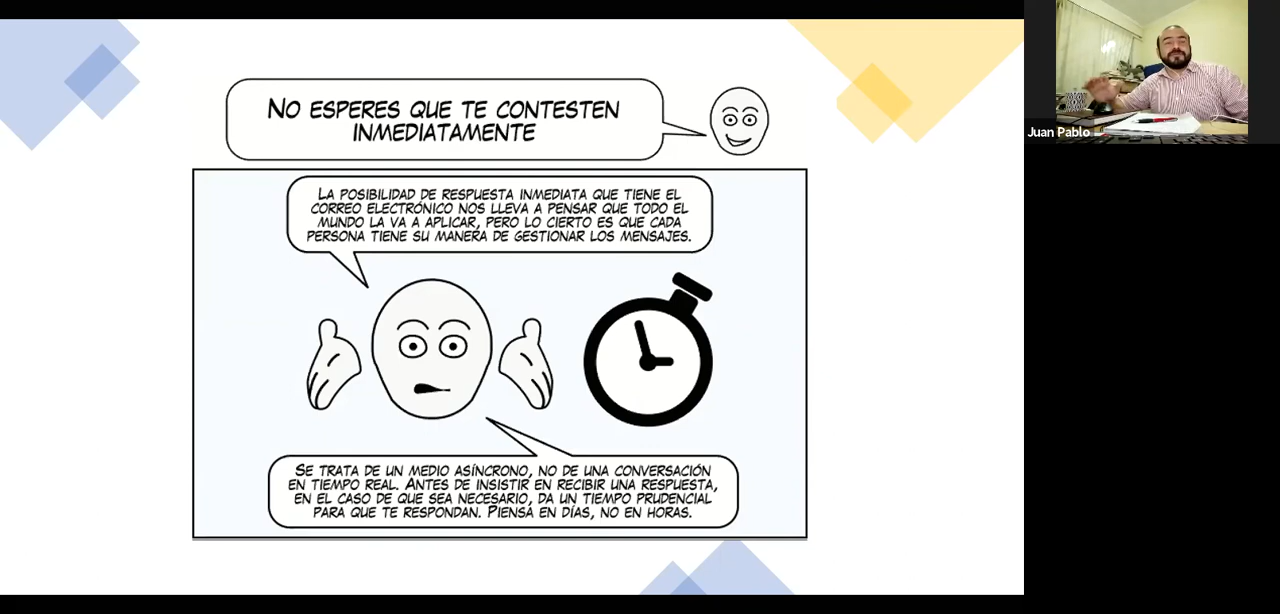 NO ESPERES QUE TE CONTESTEN
INMEDIATAMENTE
LA POSIBILIDAD DE RESPUESTA INMEDIATA QUE TIENE EL
CORREO ELECTRÓNICO NOS LLEVA A PENSAR QUE TODO EL
MUNDO LA VA A APLICAR, PERO LO CIERTO ES QUE CADA
PERSONA TIENE SU MANERA DE GESTIONAR LOS MENSAJES.
SE TRATA DE UN MEDIO ASÍNCRONO, NO DE UNA CONVERSACIÓN
EN TIEMPO REAL. ANTES DE INSISTIR EN RECIBIR UNA RESPUESTA,
EN EL CASO DE QUE SEA NECESARIO, DA UN TIEMPO PRUDENCIAL
PARA QUE TE RESPONDAN. PIENSA EN DÍAS, NO EN HORAS.
Juan Pablo